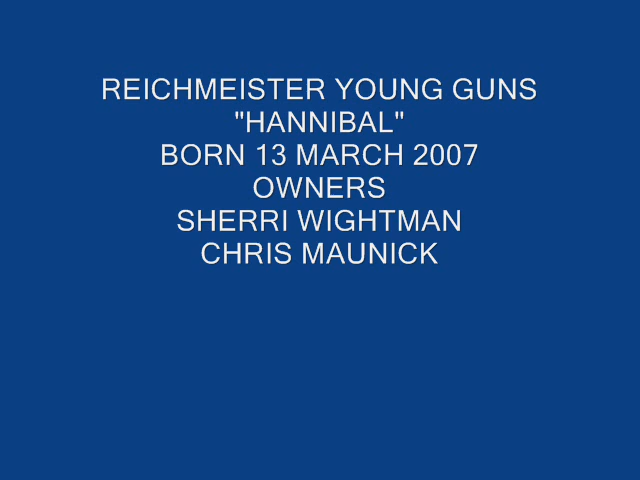 REICHMEISTER YOUNG GUNS
"HANNIBAL"
BORN 13 MARCH 2007
OWNERS
SHERRI WIGHTMAN
CHRIS MAUNICK